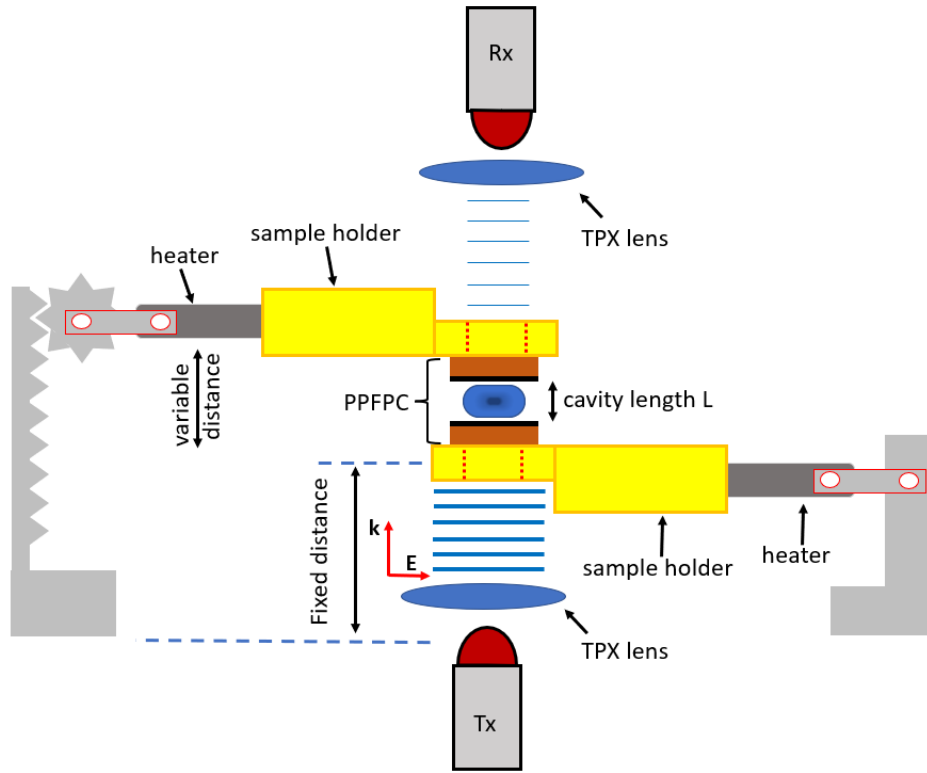 Rx
TPX lens
sample holder
heater
variable
distance
PPFPC
cavity length L
k
E
Fixed distance
sample holder
heater
TPX lens
Tx